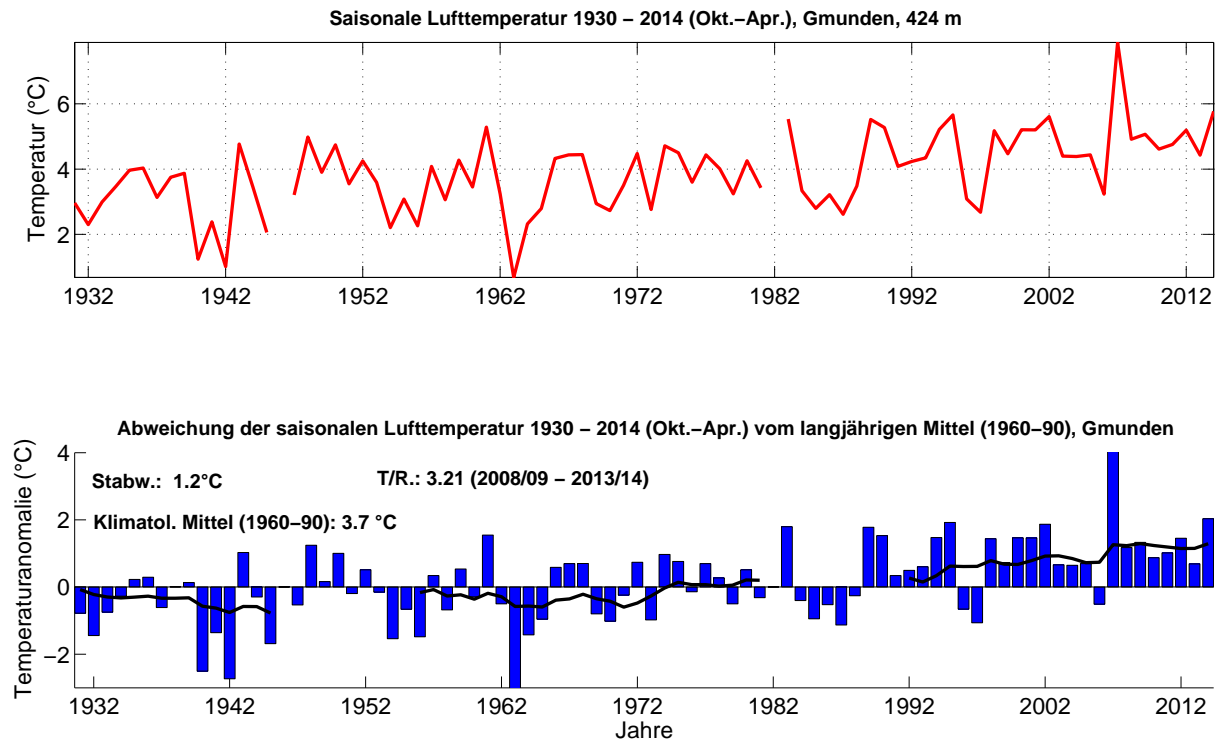 Saisonale Lufttemperatur 1930 – 2014 (Okt.–Apr.), Gmunden, 424 m
Temperatur (°C)
6
4
2
1932 1942 1952 1962 1972 1982 1992 2002 2012
Abweichung der saisonalen Lufttemperatur 1930 – 2014 (Okt.–Apr.) vom langjährigen Mittel (1960–90), Gmunden
Temperaturanomalie (°C)
4
Stabw.: 1.2°C T/R.: 3.21 (2008/09 – 2013/14)
2
Klimatol. Mittel (1960–90): 3.7 °C
0
−2
1932 1942 1952 1962 1972 1982 1992 2002 2012
Jahre